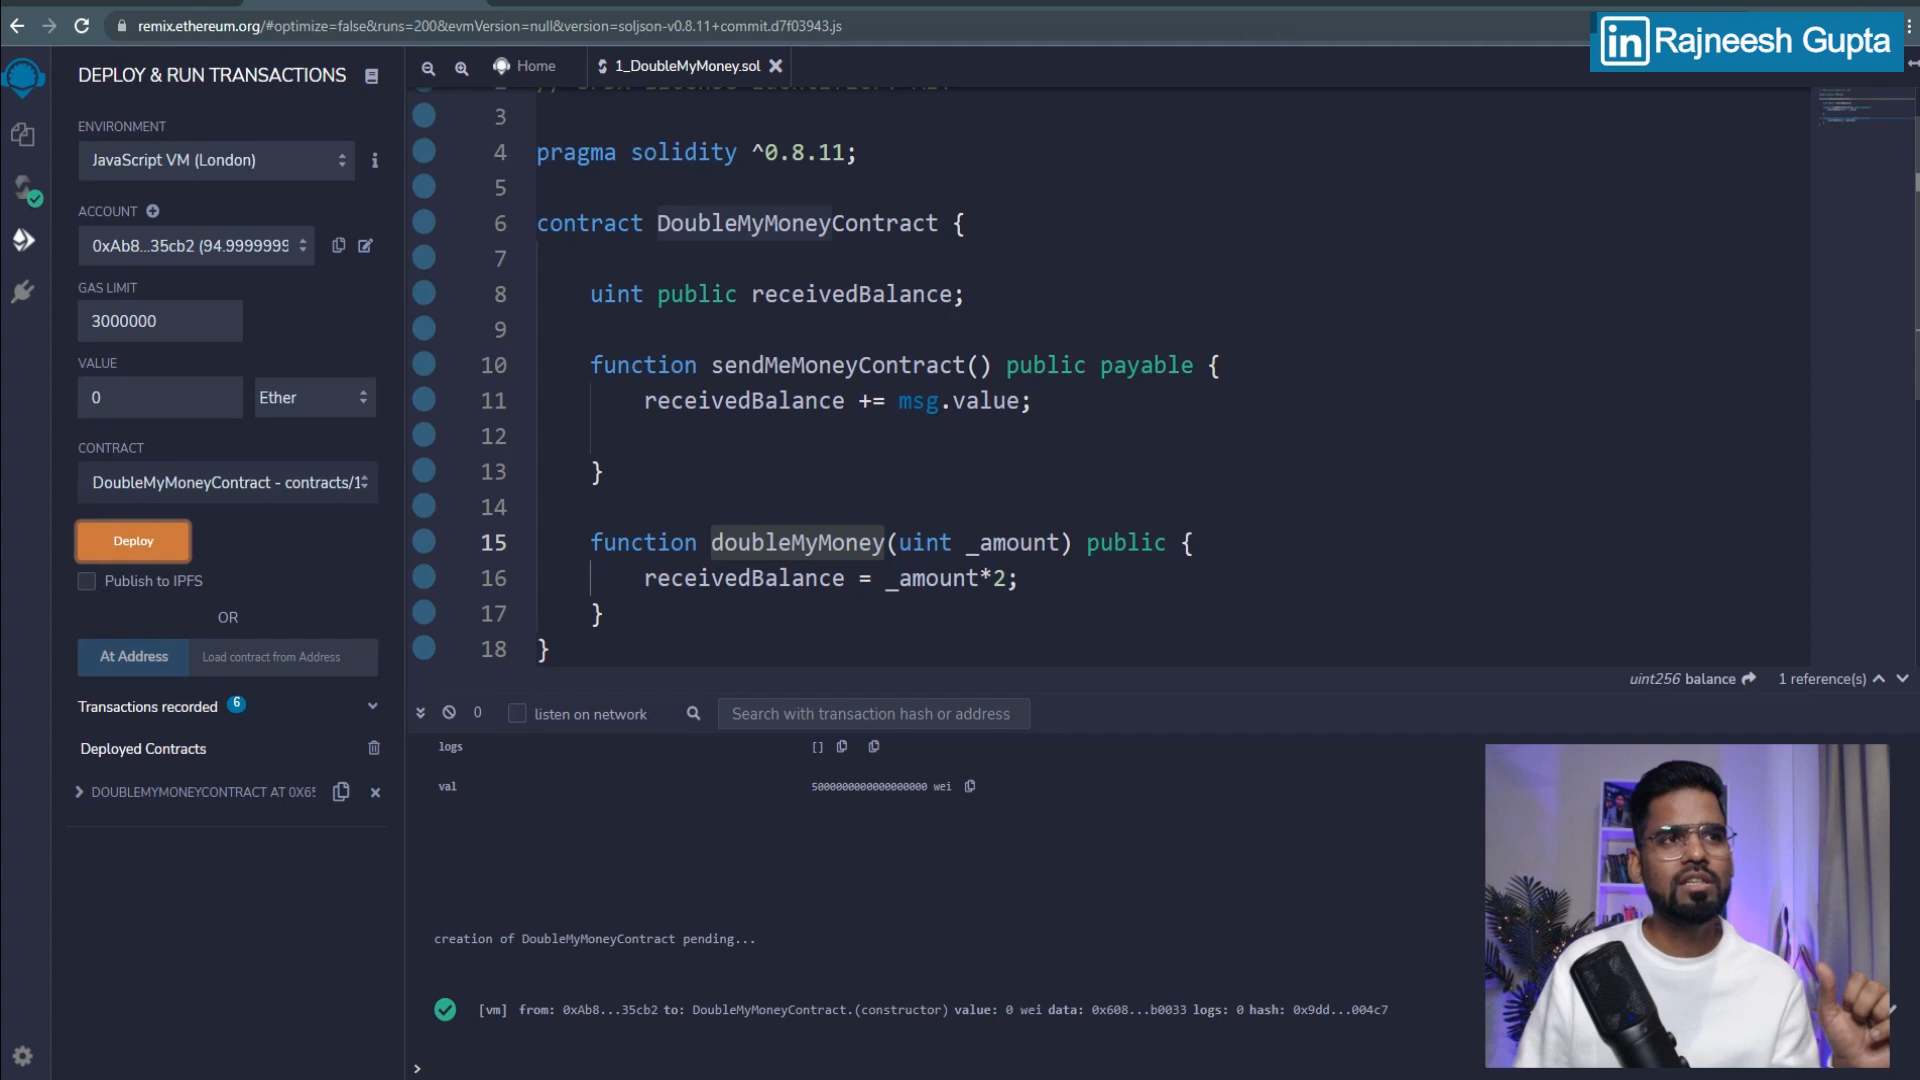 remix.ethereum.org/#optimize=false&runs=200&evmVersion=null&version=soljson-v0.8.11+commit.d7f03943.js
in Rajneesh Gupta
DEPLOY & RUN TRANSACTIONS
ENVIRONMENT
JavaScript VM (London)
i
ACCOUNT
0xAb8...35cb2 (94.9999999
GAS LIMIT
3000000
VALUE
0
Ether
CONTRACT
DoubleMyMoneyContract - contracts/1
Deploy
Publish to IPFS
OR
At Address
Load contract from Address
Transactions recorded 6
Deployed Contracts
DOUBLEMYMONEYCONTRACT AT 0X65
Home
1_DoubleMyMoney.sol
3
4 pragma solidity ^0.8.11;
5
6 contract DoubleMyMoneyContract {
7
8 uint public receivedBalance;
9
10 function sendMeMoneyContract() public payable {
11 receivedBalance += msg.value;
12
13 }
14
15 function doubleMyMoney(uint _amount) public {
16 receivedBalance = _amount*2;
17 }
18 }
uint256 balance
1 reference(s)
0
listen on network
Search with transaction hash or address
logs
[]
val
5000000000000000000 wei
creation of DoubleMyMoneyContract pending...
[vm] from: 0xAb8...35cb2 to: DoubleMyMoneyContract.(constructor) value: 0 wei data: 0x608...b0033 logs: 0 hash: 0x9dd...004c7
>